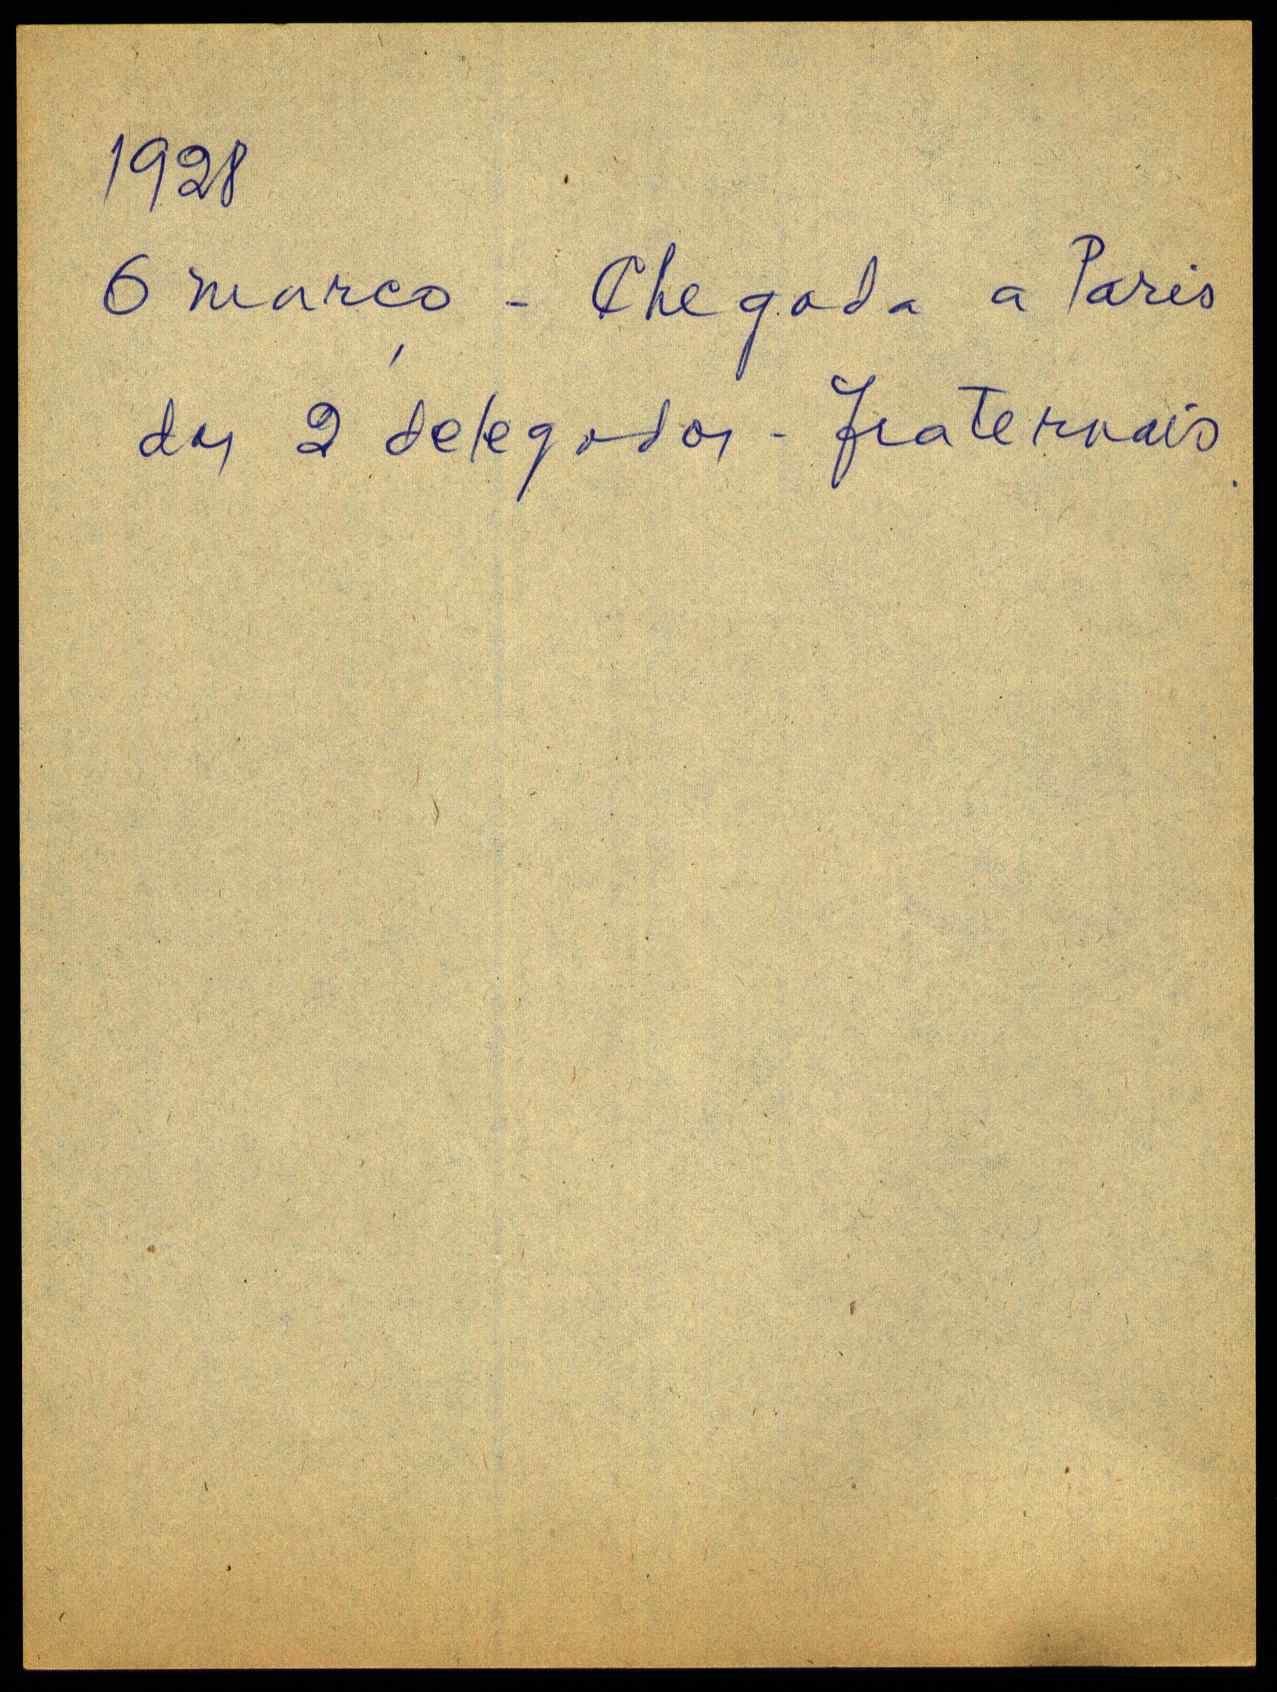 1928
6 março - Chegada a Paris
dos 2 delegados - fraternais.